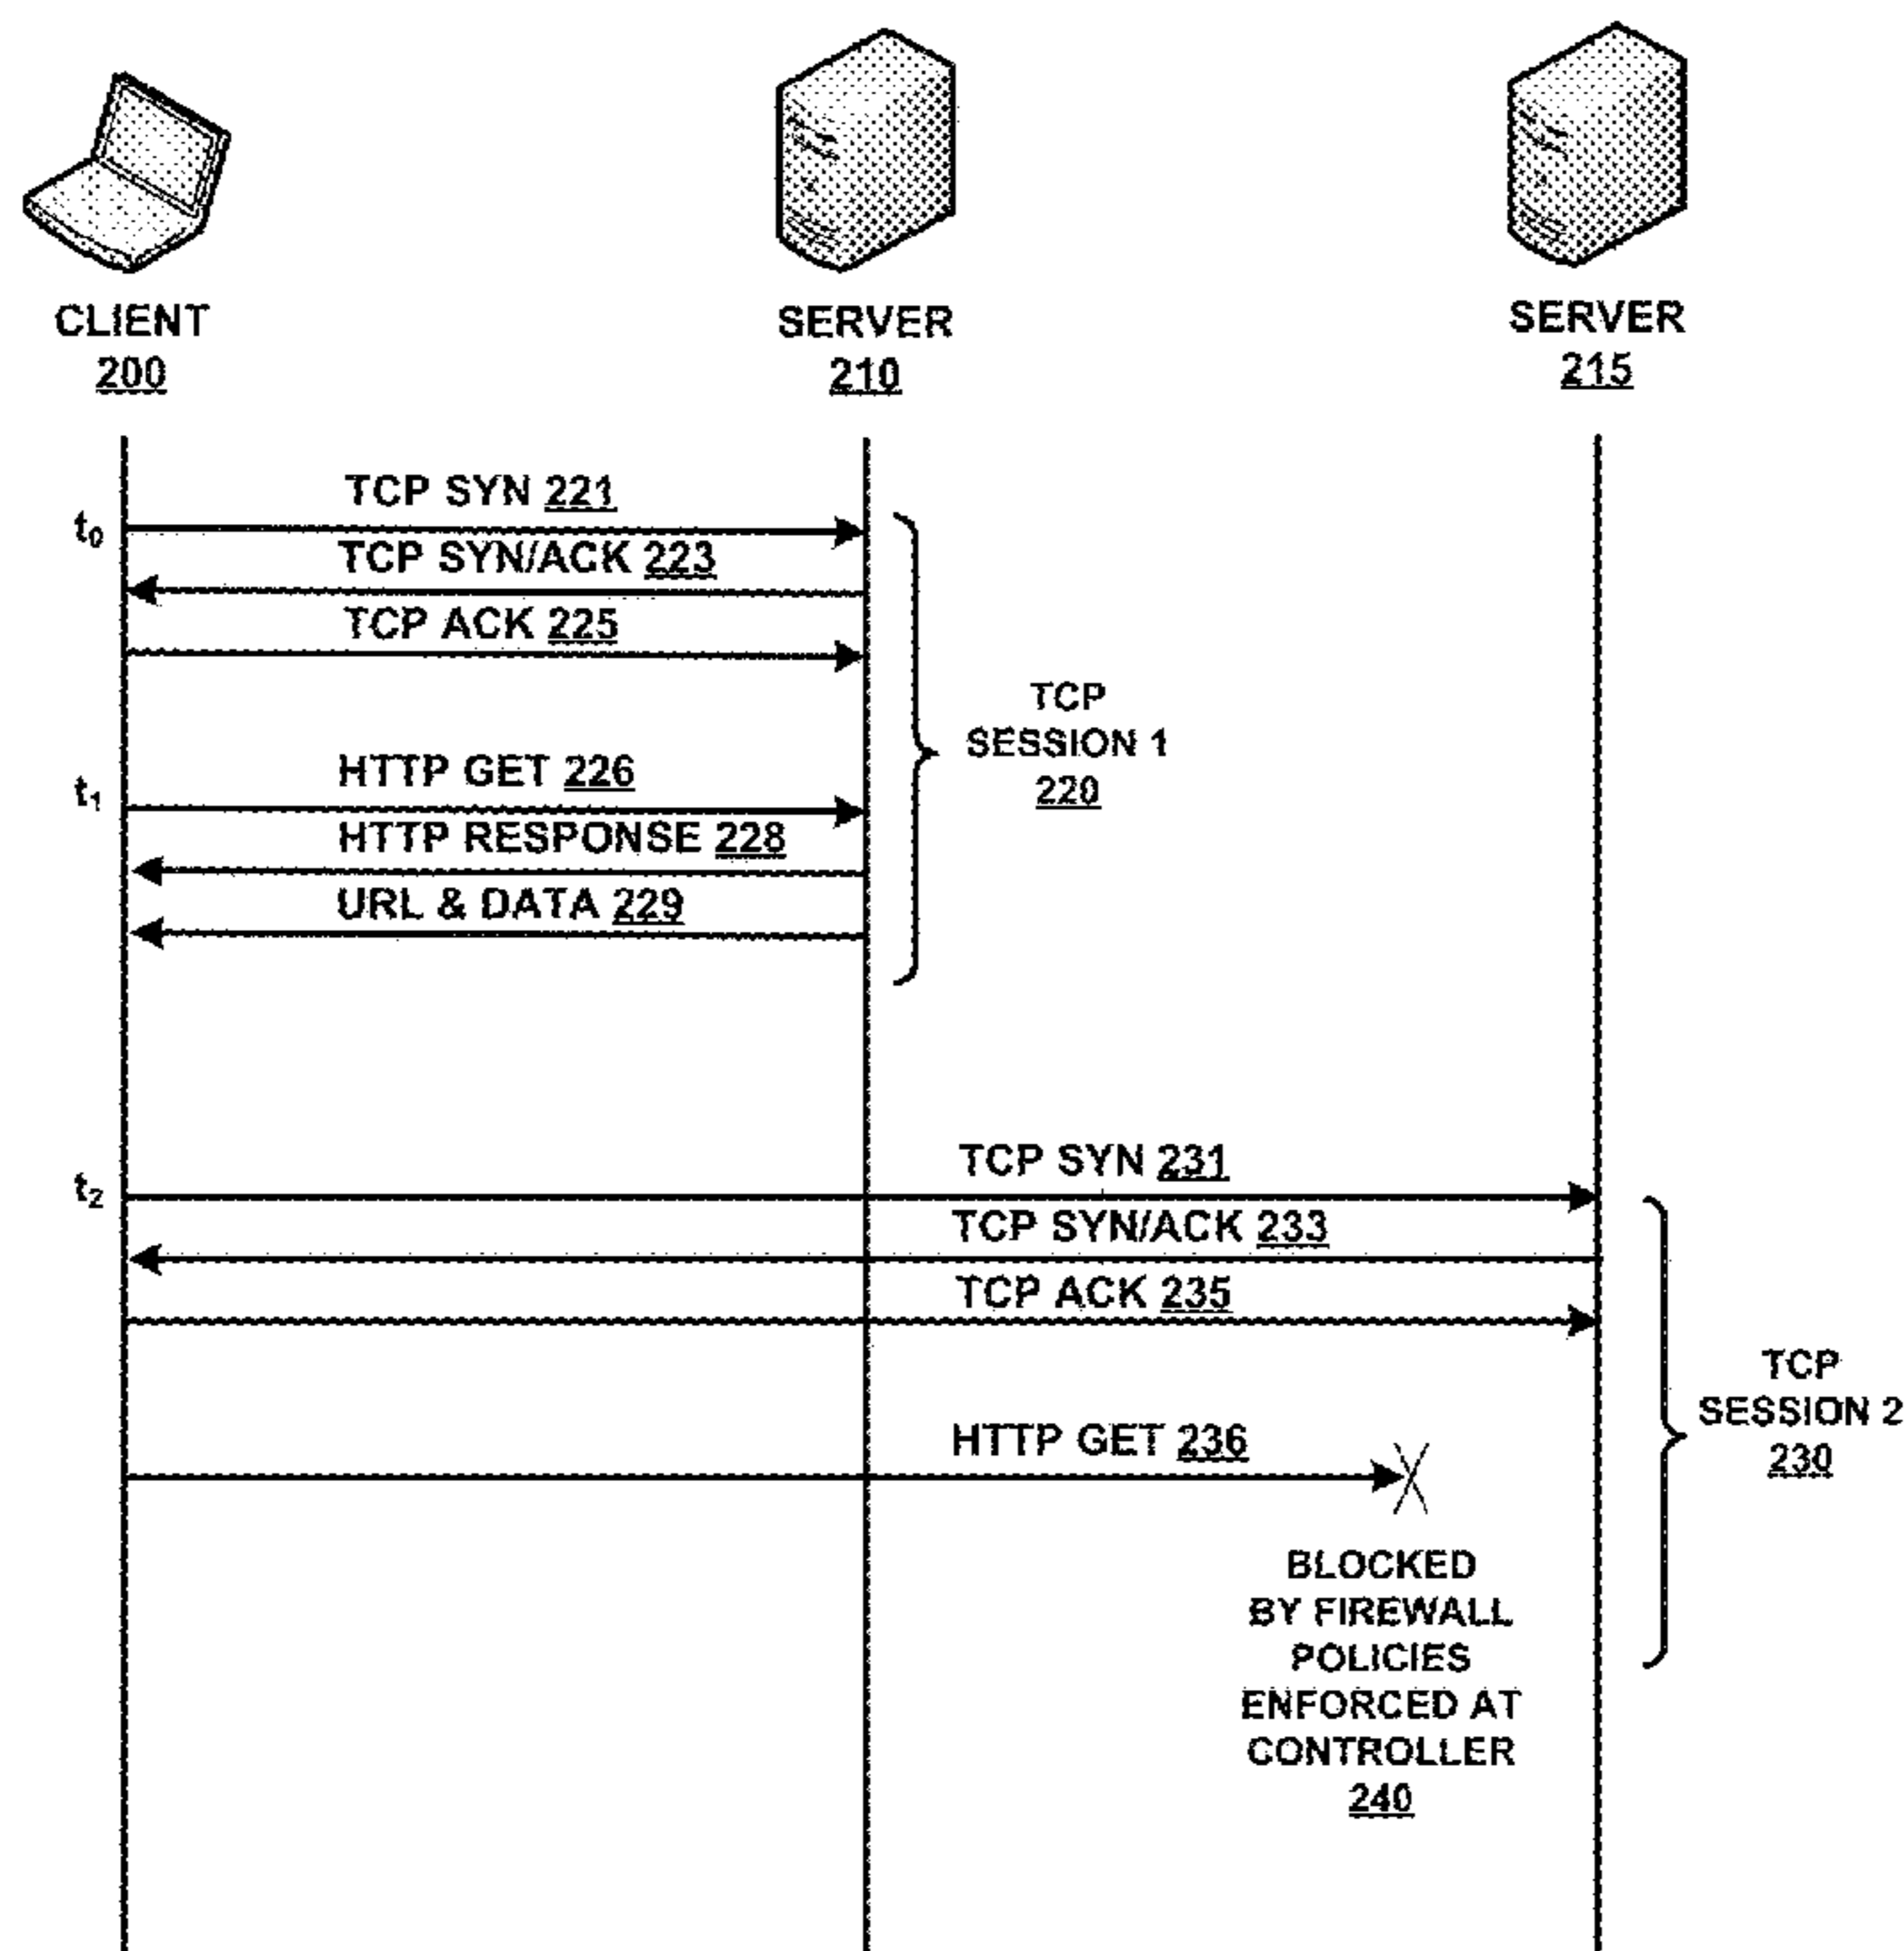 CLIENT
200
SERVER
210
SERVER
215
t0
TCP SYN 221
TCP SYN/ACK 223
TCP ACK 225
TCP
SESSION 1
220
t1
HTTP GET 226
HTTP RESPONSE 228
URL & DATA 229
t2
TCP SYN 231
TCP SYN/ACK 233
TCP ACK 235
TCP
SESSION 2
230
HTTP GET 236
BLOCKED
BY FIREWALL
POLICIES
ENFORCED AT
CONTROLLER
240